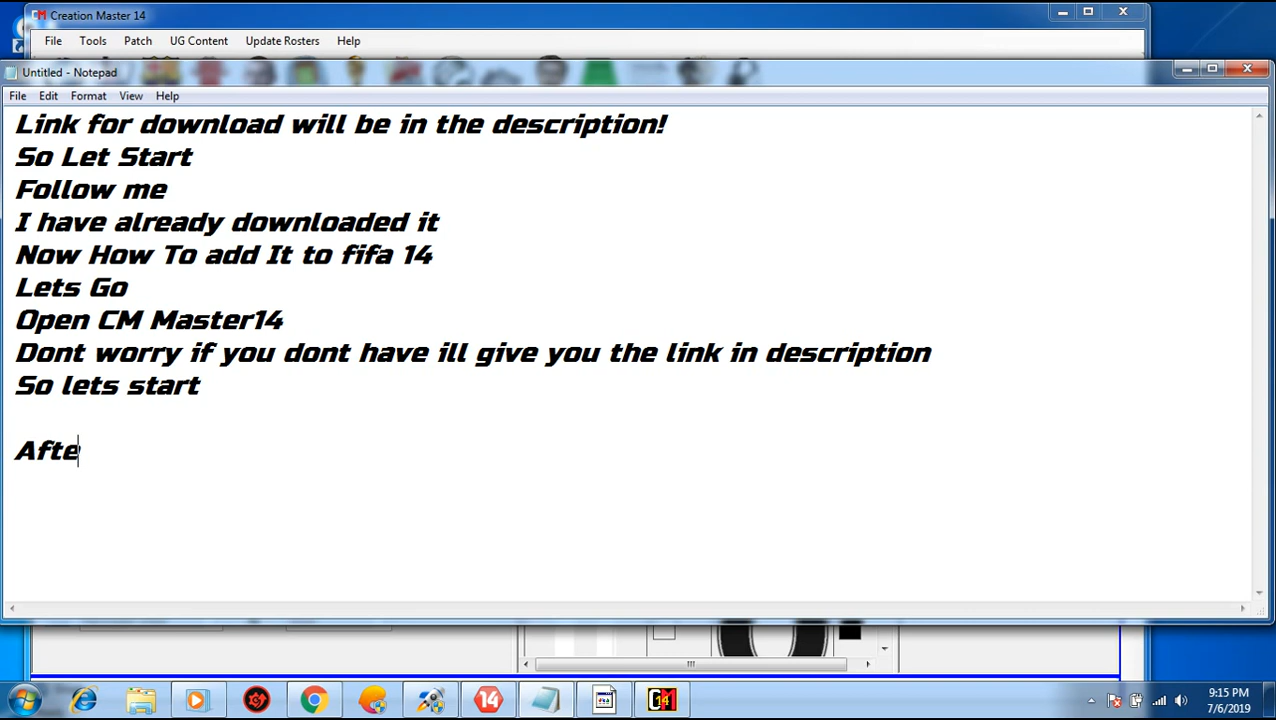 Creation Master 14
File Tools Patch UG Content Update Rosters Help
Untitled - Notepad
File Edit Format View Help
Link for download will be in the description!
So Let Start
Follow me
I have already downloaded it
Now How To add It to fifa 14
Lets Go
Open CM Master14
Dont worry if you dont have ill give you the link in description
So lets start
Afte
14
CM 14
9:15 PM
7/6/2019